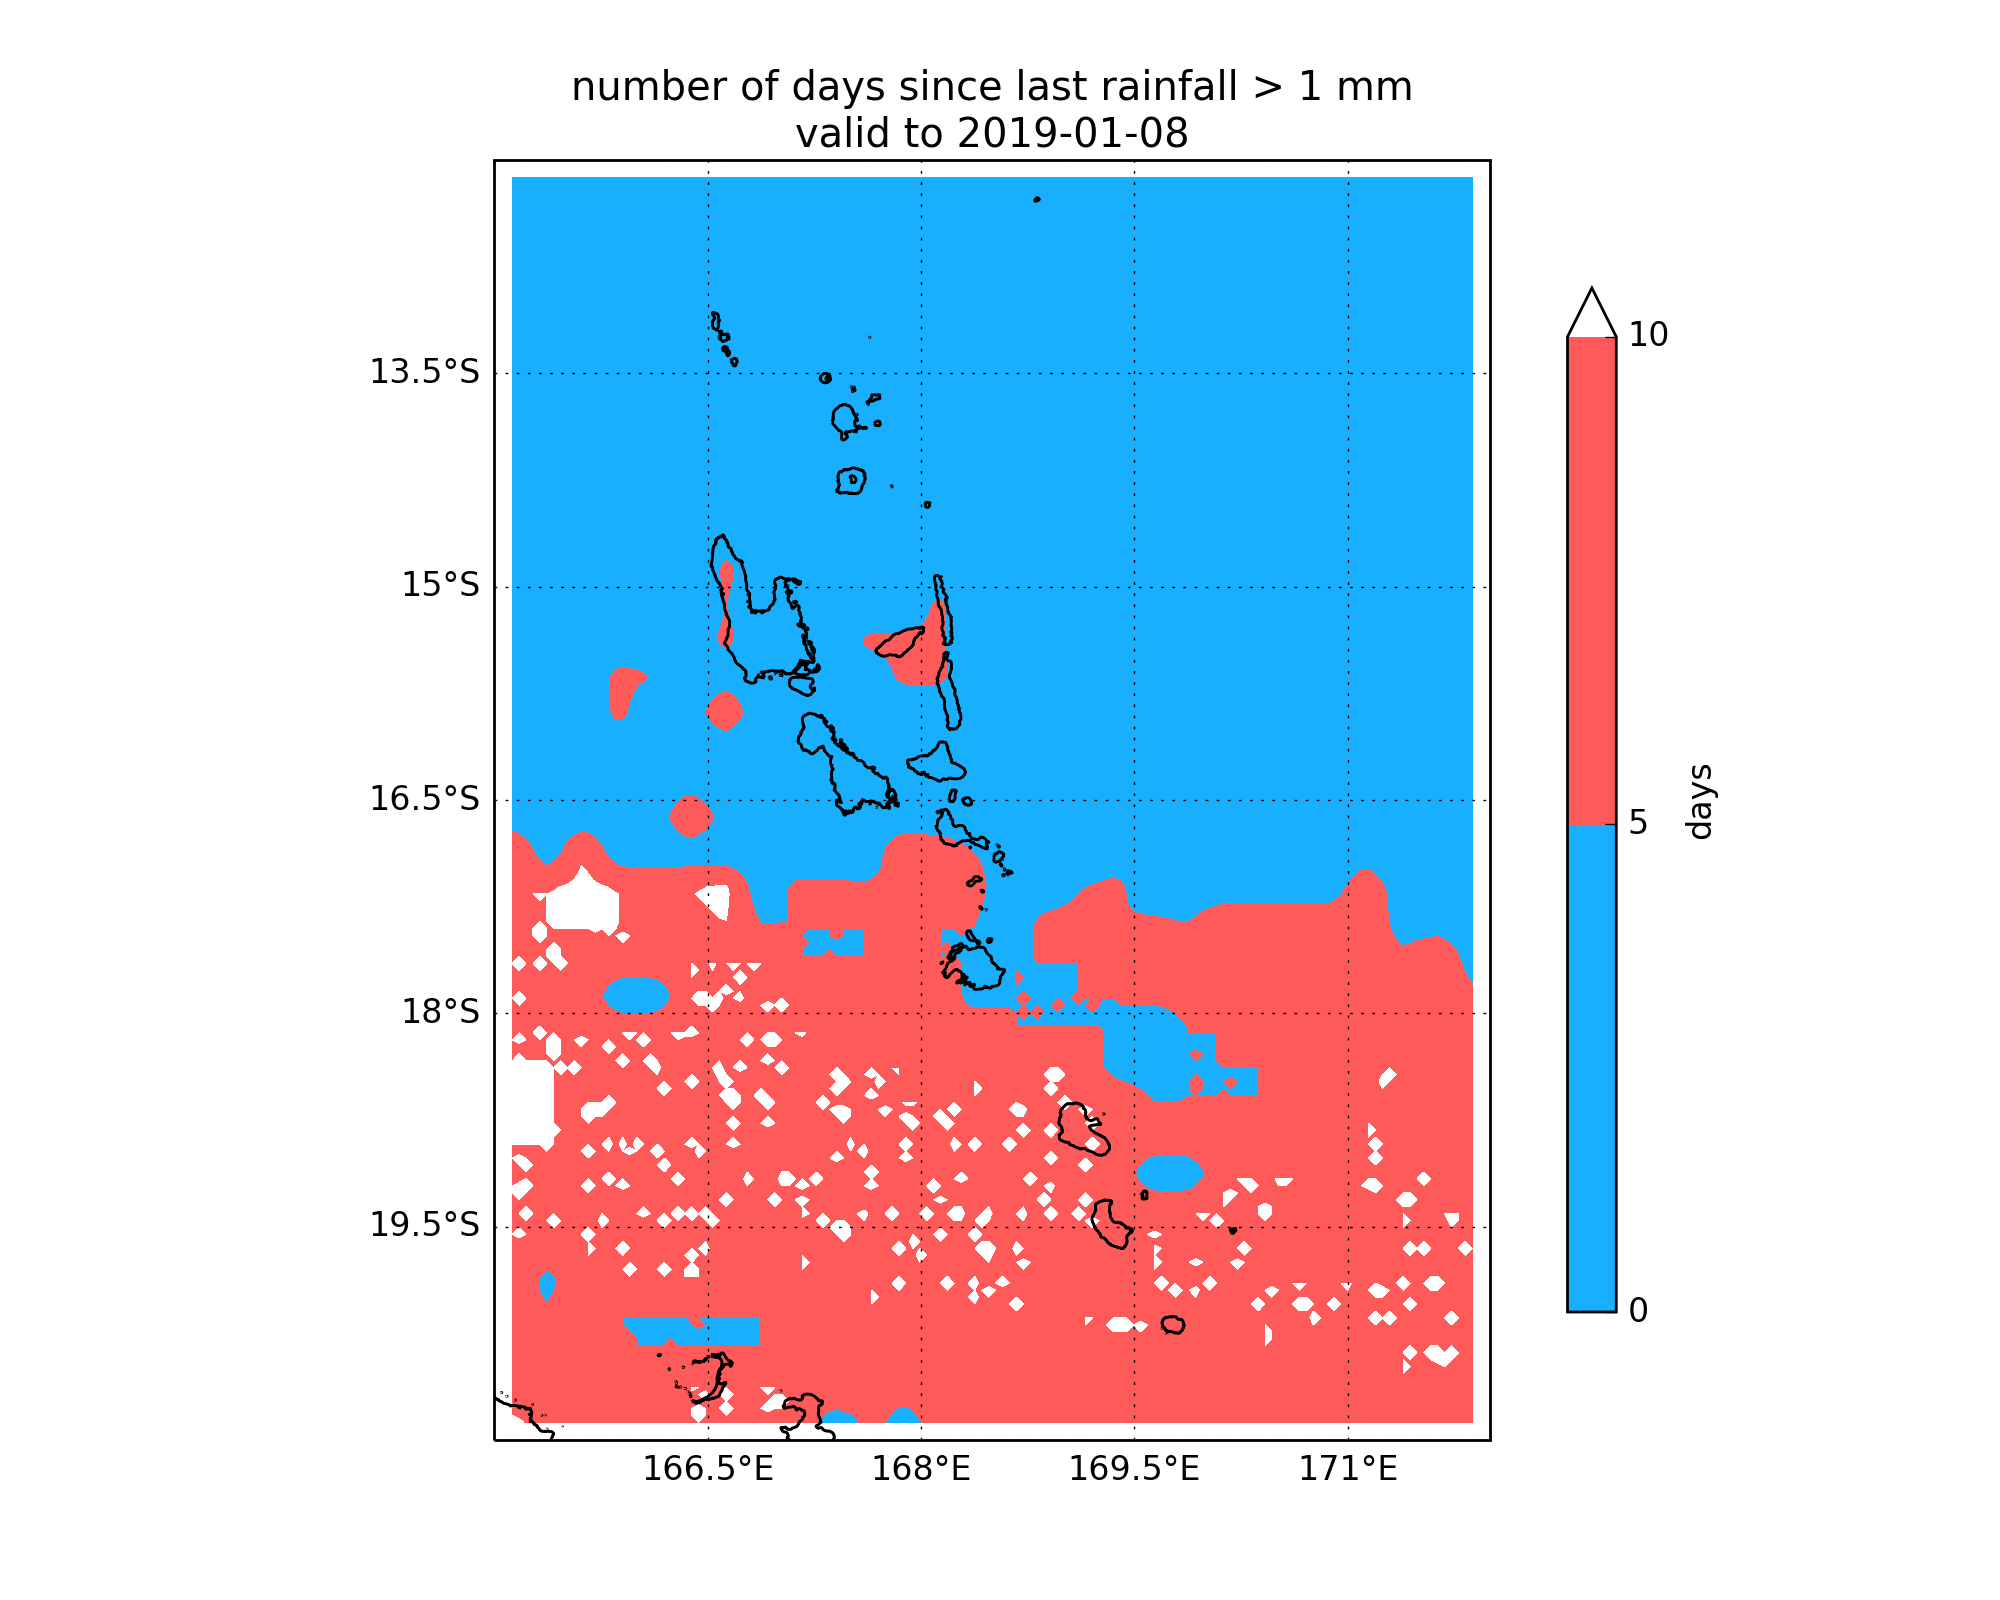 number of days since last rainfall > 1 mm
valid to 2019-01-08
13.5°S
15°S
16.5°S
18°S
19.5°S
166.5°E
168°E
169.5°E
171°E
10
5
0
days